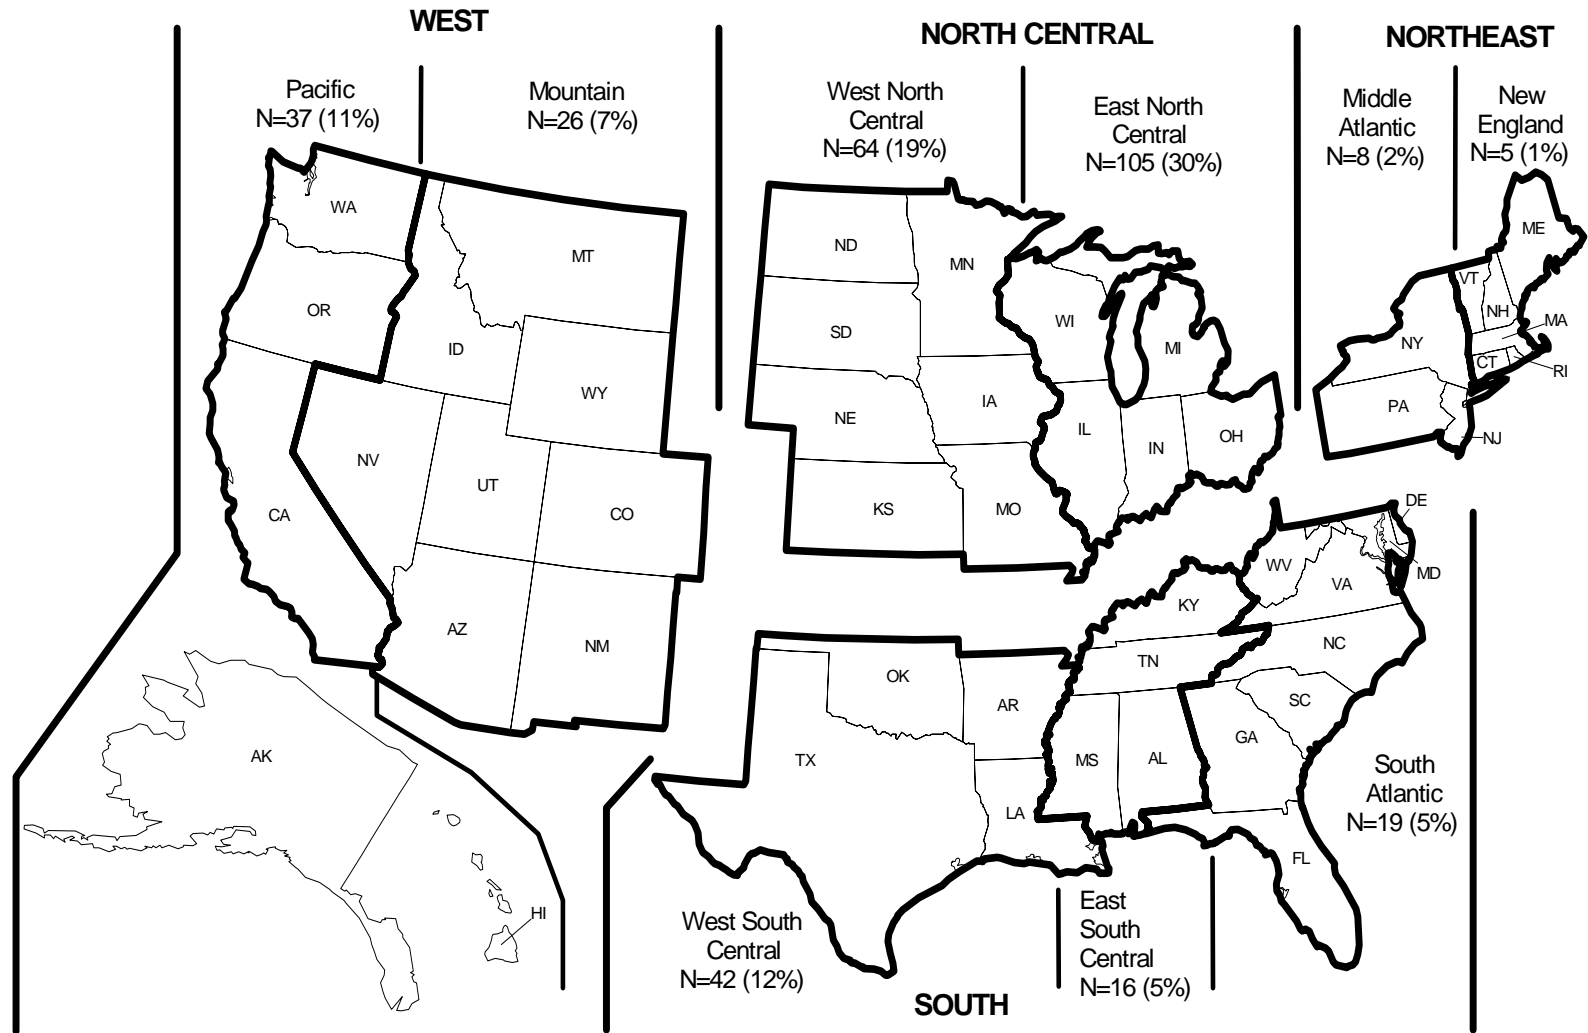 WEST
NORTH CENTRAL
NORTHEAST
Pacific
N=37 (11%)
Mountain
N=26 (7%)
West North
Central
N=64 (19%)
East North
Central
N=105 (30%)
Middle
Atlantic
N=8 (2%)
New
England
N=5 (1%)
WA
OR
CA
AK
HI
MT
ID
WY
NV
UT
CO
AZ
NM
ND
MN
SD
NE
IA
KS
MO
WI
MI
IL
IN
OH
NY
PA
NJ
ME
VT
NH
MA
CT
RI
DE
MD
WV
VA
NC
SC
GA
FL
KY
TN
MS
AL
OK
AR
TX
LA
South
Atlantic
N=19 (5%)
West South
Central
N=42 (12%)
East
South
Central
N=16 (5%)
SOUTH